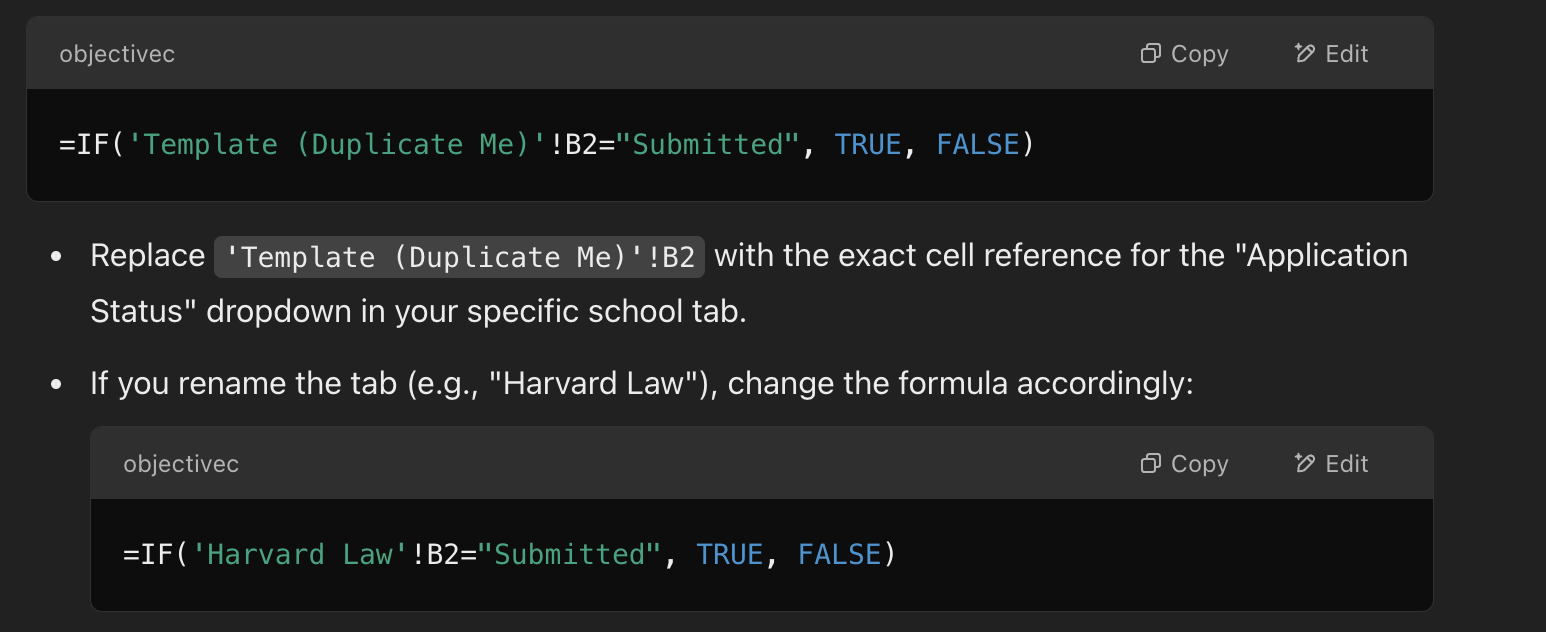 objectivec Copy Edit
=IF('Template (Duplicate Me)'!B2="Submitted", TRUE, FALSE)
• Replace 'Template (Duplicate Me)'!B2 with the exact cell reference for the "Application
Status" dropdown in your specific school tab.
• If you rename the tab (e.g., "Harvard Law"), change the formula accordingly:
objectivec Copy Edit
=IF('Harvard Law'!B2="Submitted", TRUE, FALSE)